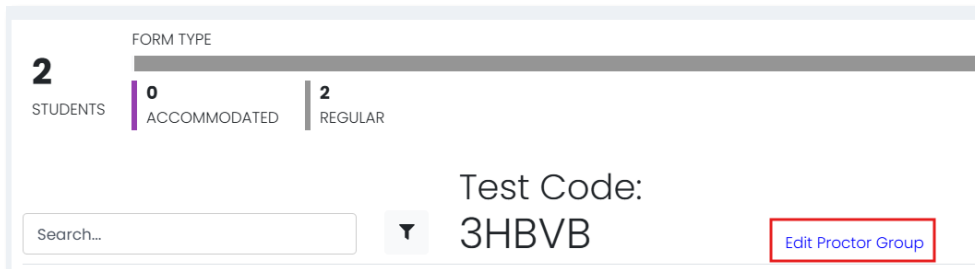 FORM TYPE
2
STUDENTS
0
ACCOMMODATED
2
REGULAR
Test Code:
3HBVB
Search...
Edit Proctor Group